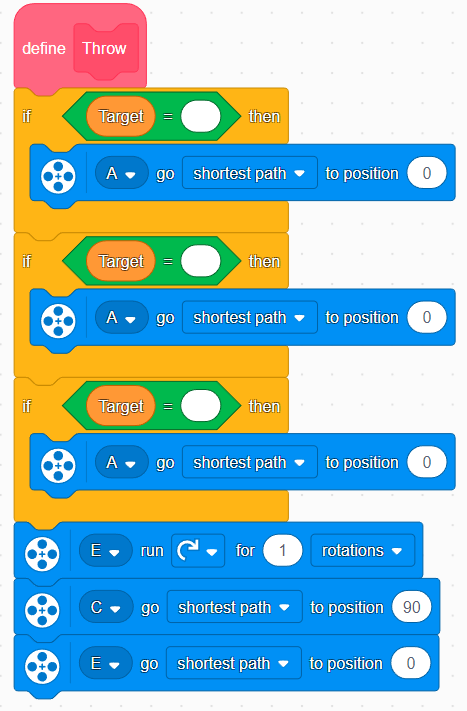 define Throw
if Target = then
A go shortest path to position 0
if Target = then
A go shortest path to position 0
if Target = then
A go shortest path to position 0
E run for 1 rotations
C go shortest path to position 90
E go shortest path to position 0